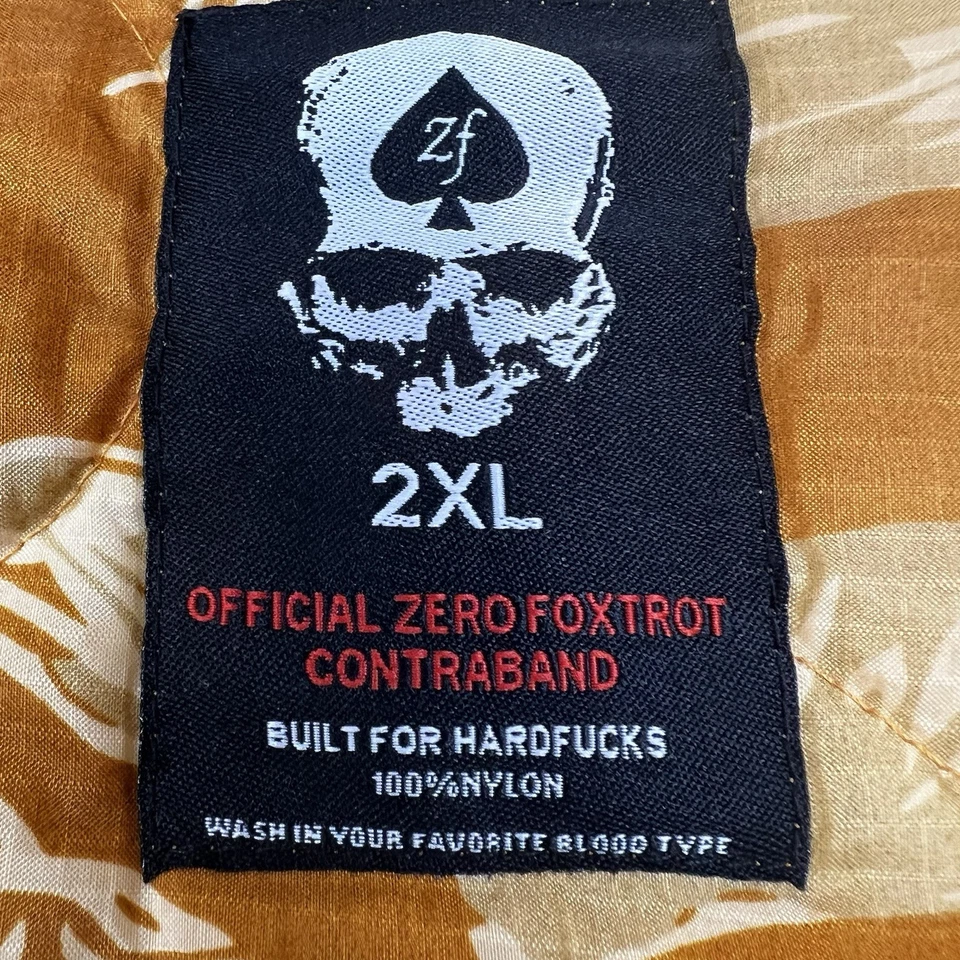 Zf
2XL
OFFICIAL ZERO FOXTROT
CONTRABAND
BUILT FOR HARDFUCKS
100%NYLON
WASH IN YOUR FAVORITE BLOOD TYPE